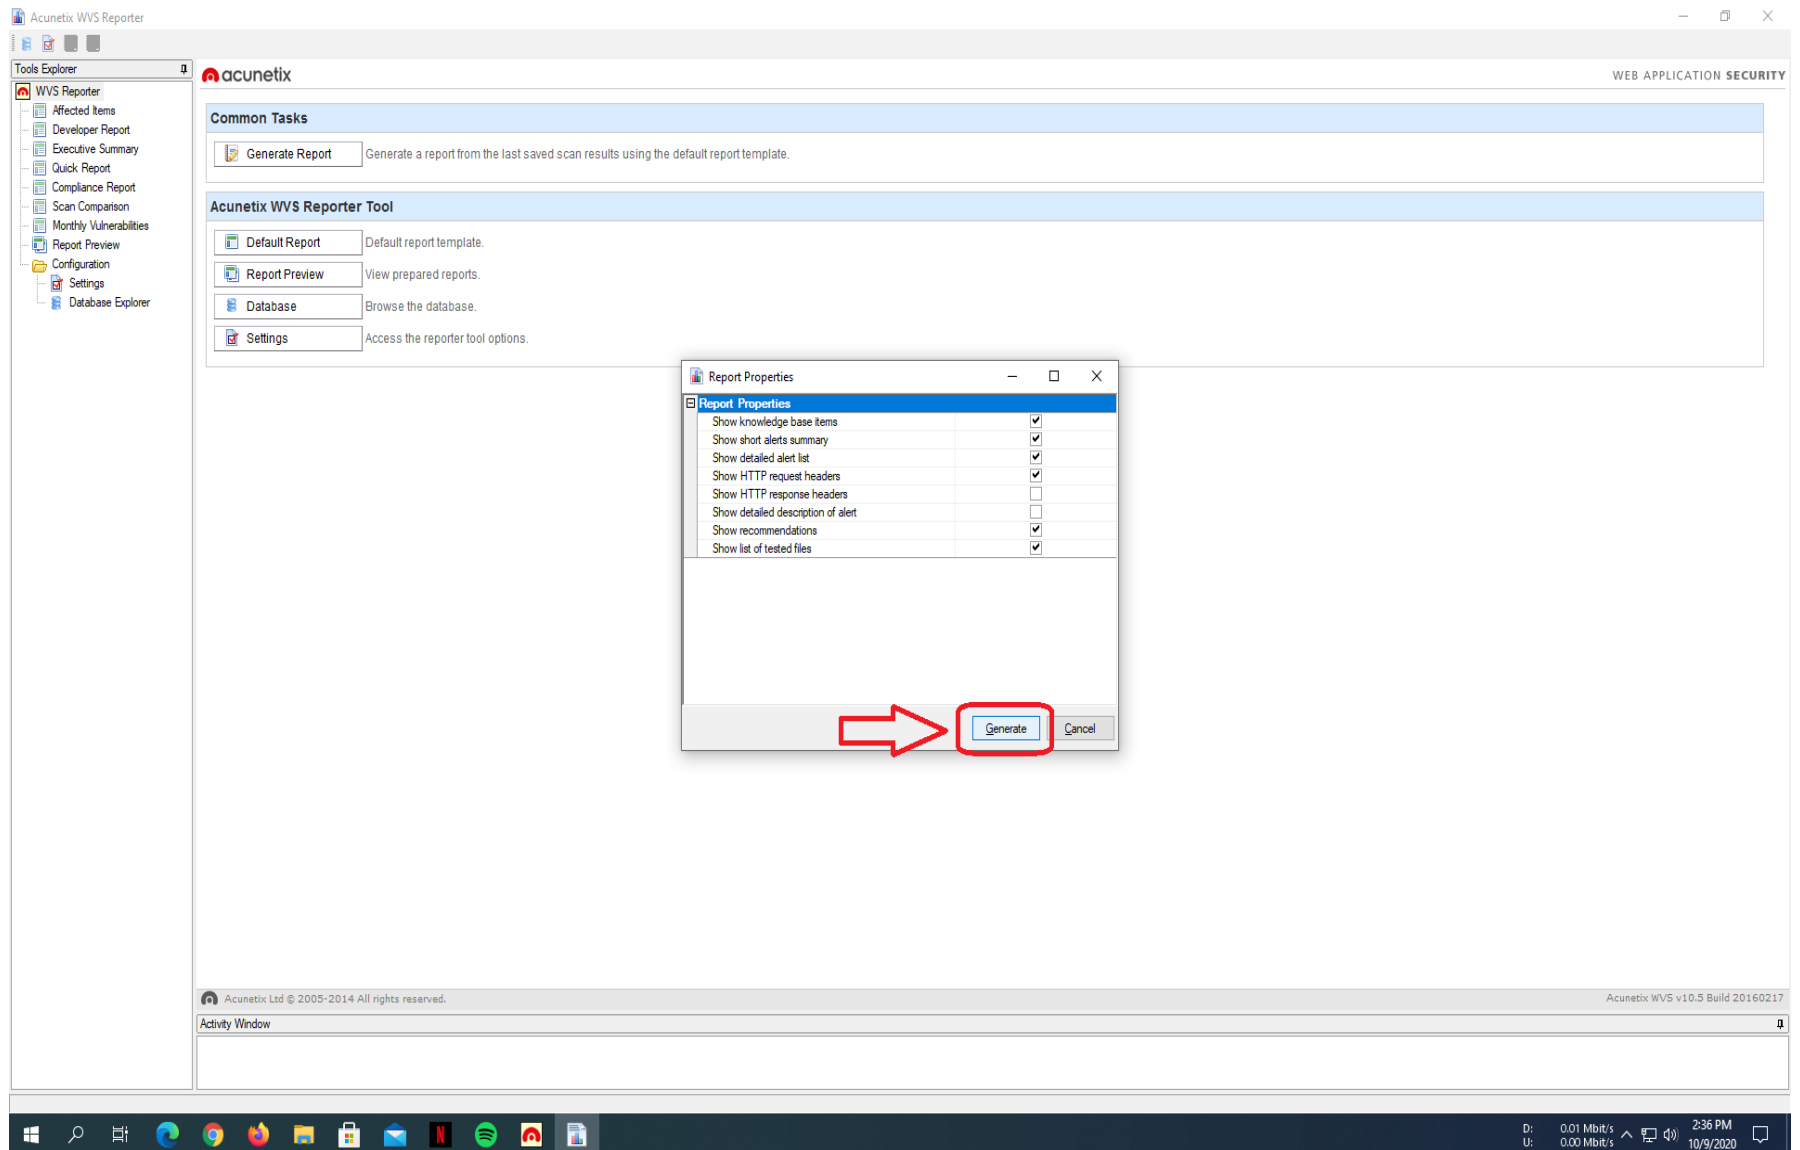 Acunetix WVS Reporter
Tools Explorer
WVS Reporter
Affected Items
Developer Report
Executive Summary
Quick Report
Compliance Report
Scan Comparison
Monthly Vulnerabilities
Report Preview
Configuration
Settings
Database Explorer
acunetix
WEB APPLICATION SECURITY
Common Tasks
Generate Report Generate a report from the last saved scan results using the default report template.
Acunetix WVS Reporter Tool
Default Report Default report template.
Report Preview View prepared reports.
Database Browse the database.
Settings Access the reporter tool options.
Report Properties
Report Properties
Show knowledge base items
Show short alerts summary
Show detailed alert list
Show HTTP request headers
Show HTTP response headers
Show detailed description of alert
Show recommendations
Show list of tested files
Generate Cancel
Acunetix Ltd © 2005-2014 All rights reserved. Acunetix WVS v10.5 Build 20160217
Activity Window
D: 0.01 Mbit/s
U: 0.00 Mbit/s
2:36 PM
10/9/2020